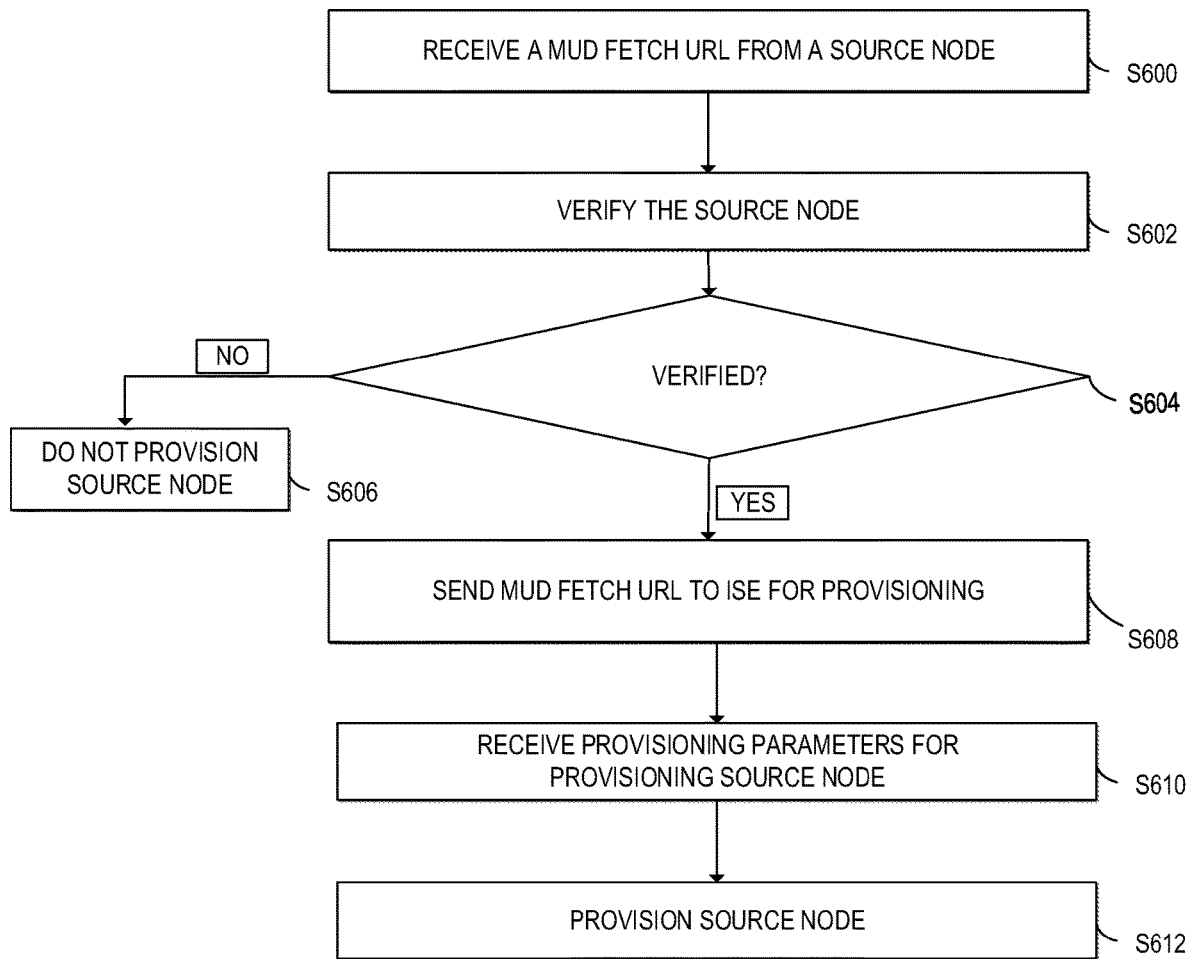 RECEIVE A MUD FETCH URL FROM A SOURCE NODE
S600
VERIFY THE SOURCE NODE
S602
VERIFIED?
S604
NO
DO NOT PROVISION
SOURCE NODE
S606
YES
SEND MUD FETCH URL TO ISE FOR PROVISIONING
S608
RECEIVE PROVISIONING PARAMETERS FOR
PROVISIONING SOURCE NODE
S610
PROVISION SOURCE NODE
S612